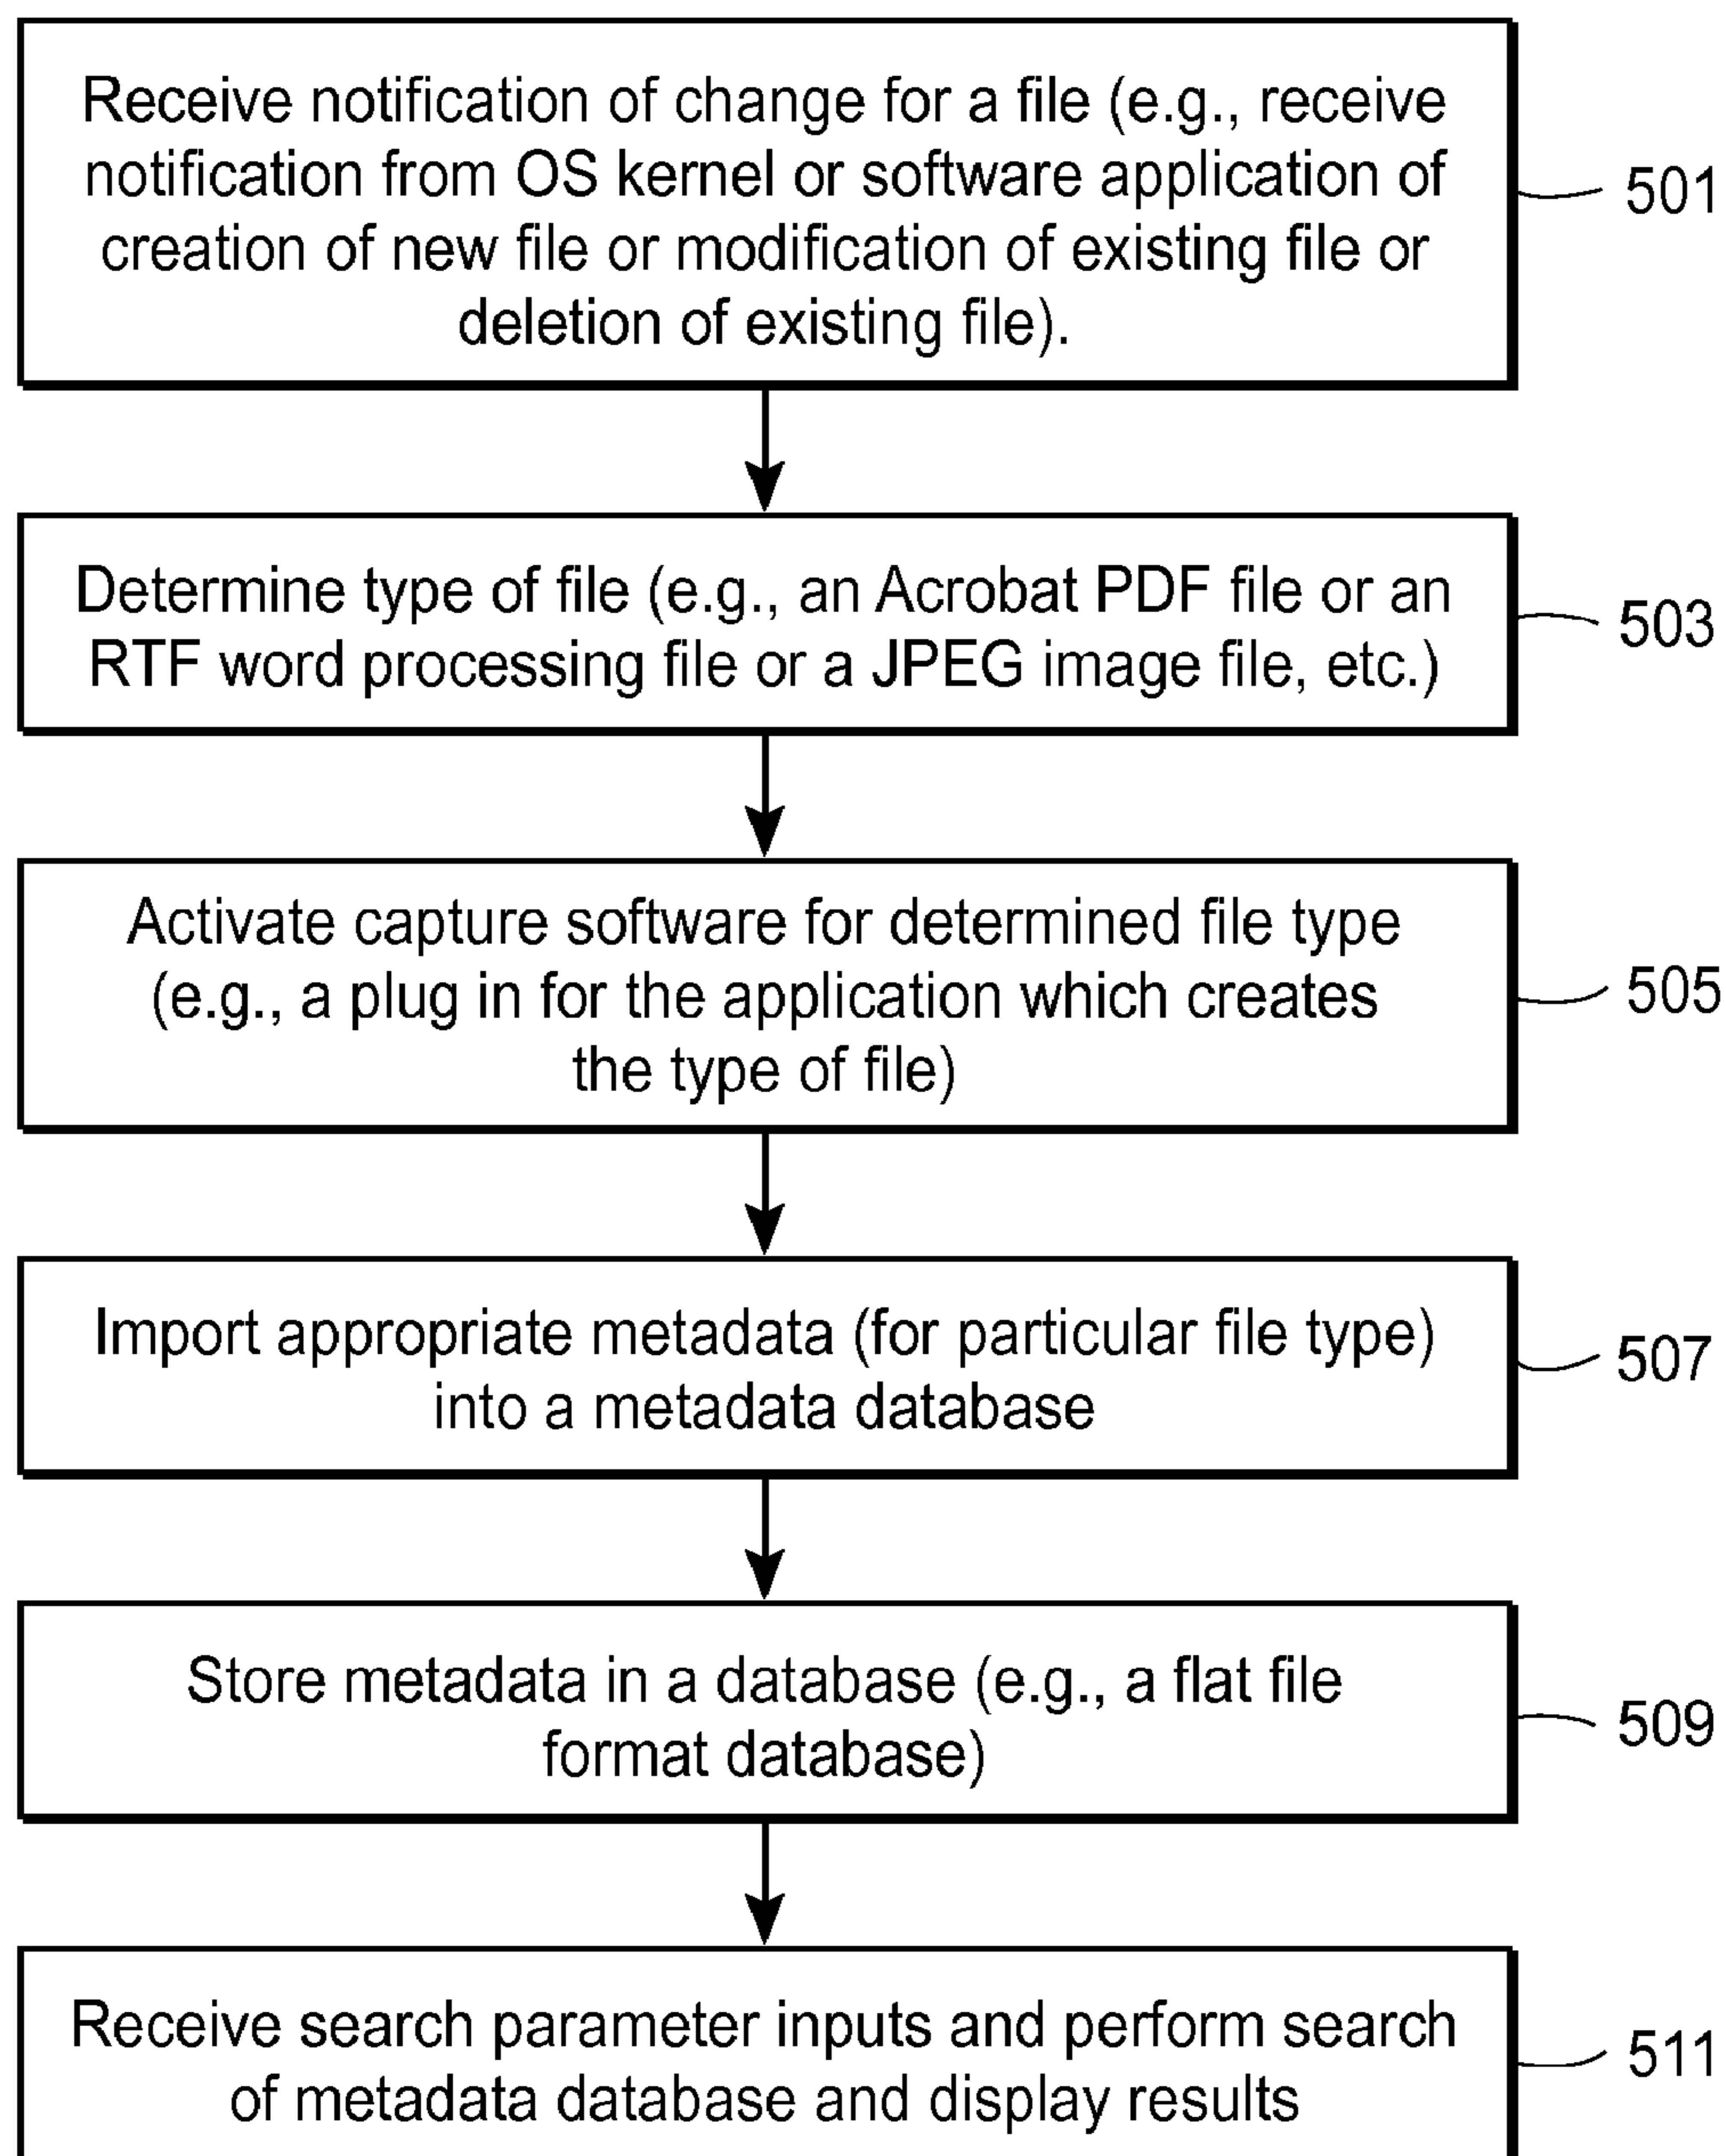 Receive notification of change for a file (e.g., receive
notification from OS kernel or software application of
creation of new file or modification of existing file or
deletion of existing file).
501
Determine type of file (e.g., an Acrobat PDF file or an
RTF word processing file or a JPEG image file, etc.)
503
Activate capture software for determined file type
(e.g., a plug in for the application which creates
the type of file)
505
Import appropriate metadata (for particular file type)
into a metadata database
507
Store metadata in a database (e.g., a flat file
format database)
509
Receive search parameter inputs and perform search
of metadata database and display results
511